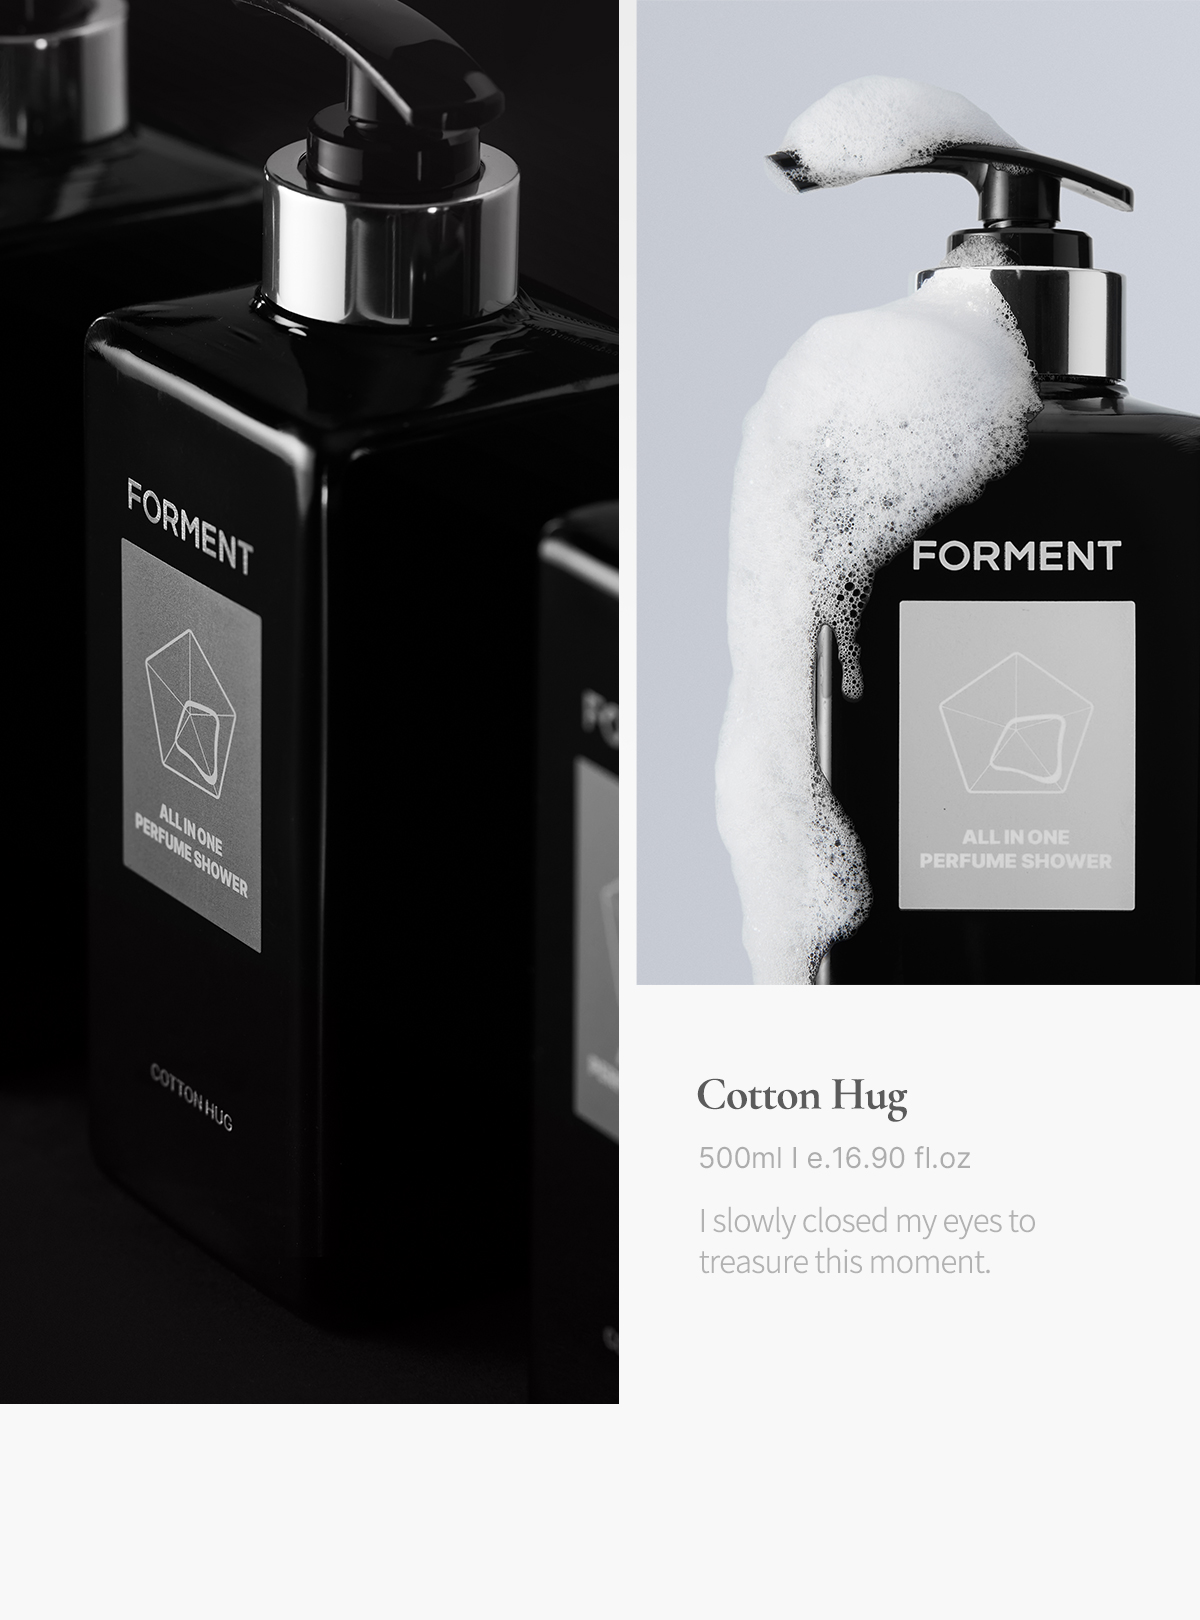 FORMENT
ALL IN ONE
PERFUME SHOWER
COTTON HUG
FORMENT
ALL IN ONE
PERFUME SHOWER
Cotton Hug
500ml I e.16.90 fl.oz
I slowly closed my eyes to
treasure this moment.